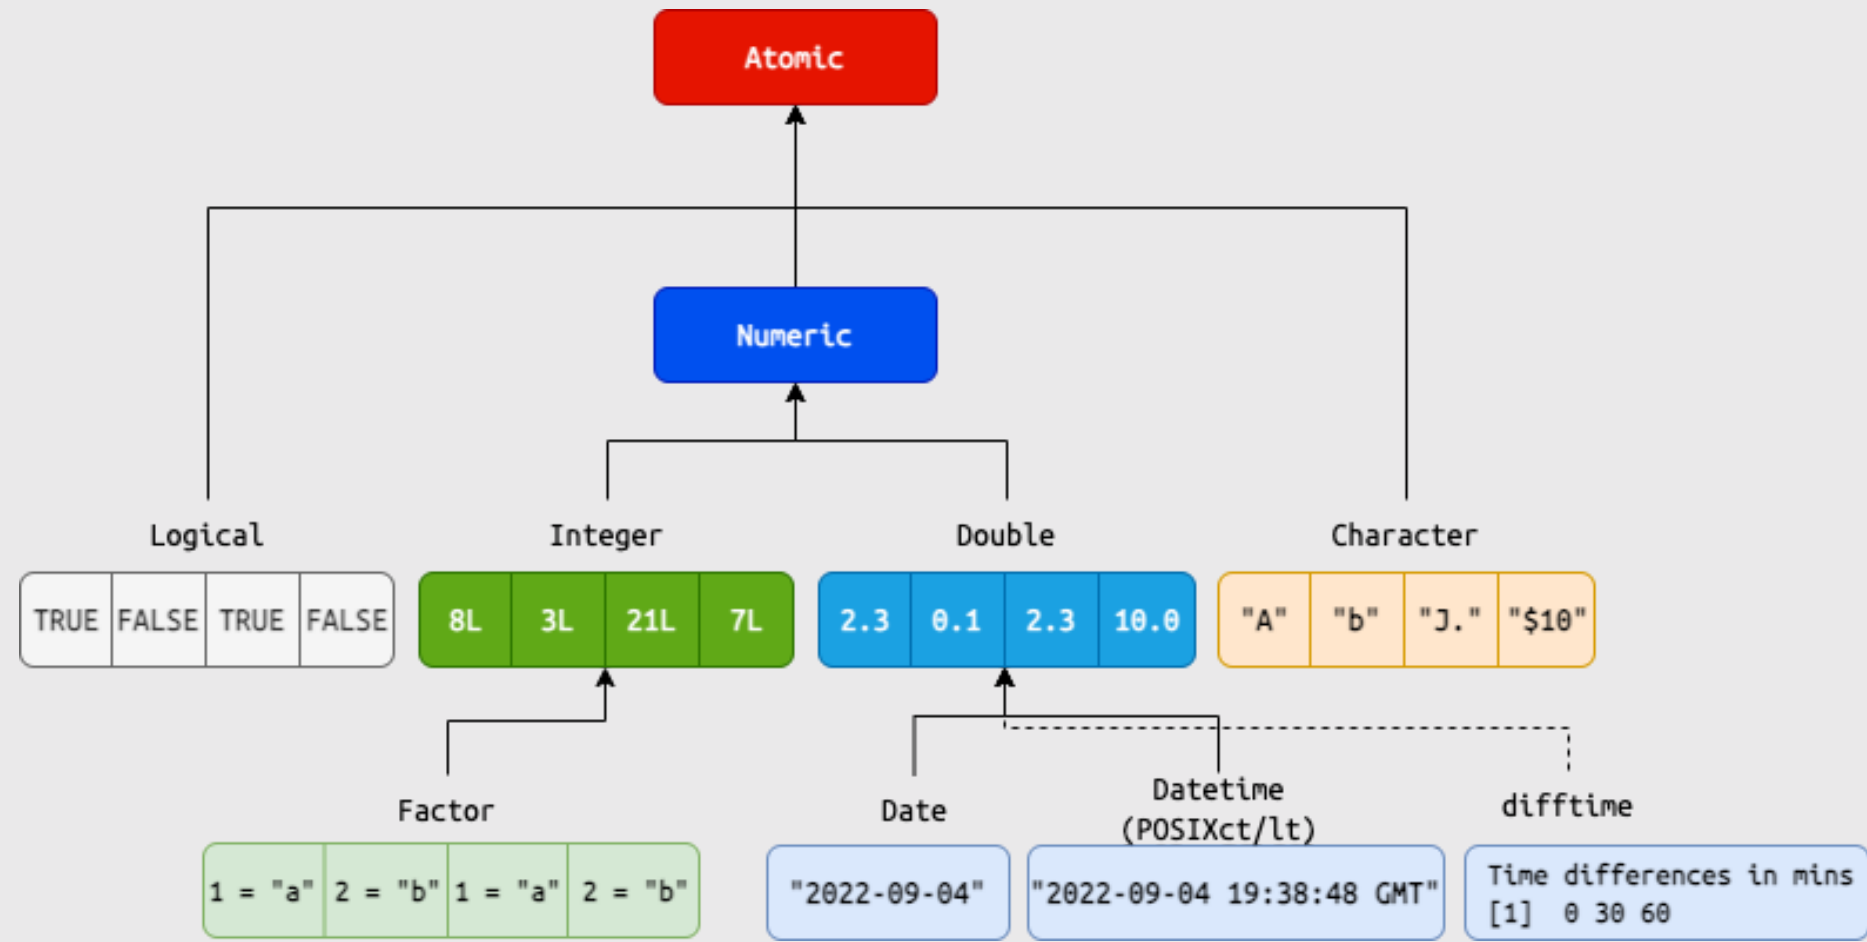 Atomic
Numeric
Logical
Integer
Double
Character
TRUE FALSE TRUE FALSE
8L 3L 21L 7L
2.3 0.1 2.3 10.0
"A" "b" "J." "$10"
Factor
Date
Datetime
(POSIXct/lt)
difftime
1 = "a" 2 = "b" 1 = "a" 2 = "b"
"2022-09-04"
"2022-09-04 19:38:48 GMT"
Time differences in mins
[1] 0 30 60